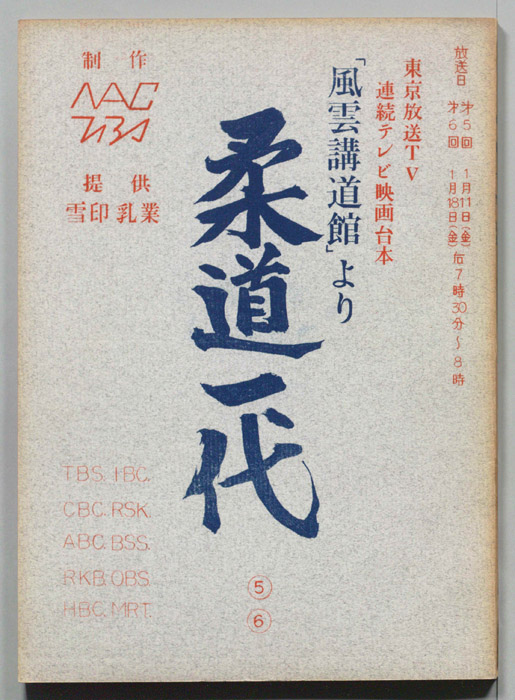 放送日
第5回 1月11日(金)
第6回 1月18日(金)
后7時30分〜8時
東京放送TV
連続テレビ映画台本
「風雲講道館」より
柔道一代
⑤
⑥
制作
NAC
TBS
提供
雪印乳業
TBS. IBC.
CBC. RSK.
ABC. BSS.
RKB. OBS.
HBC. MRT.